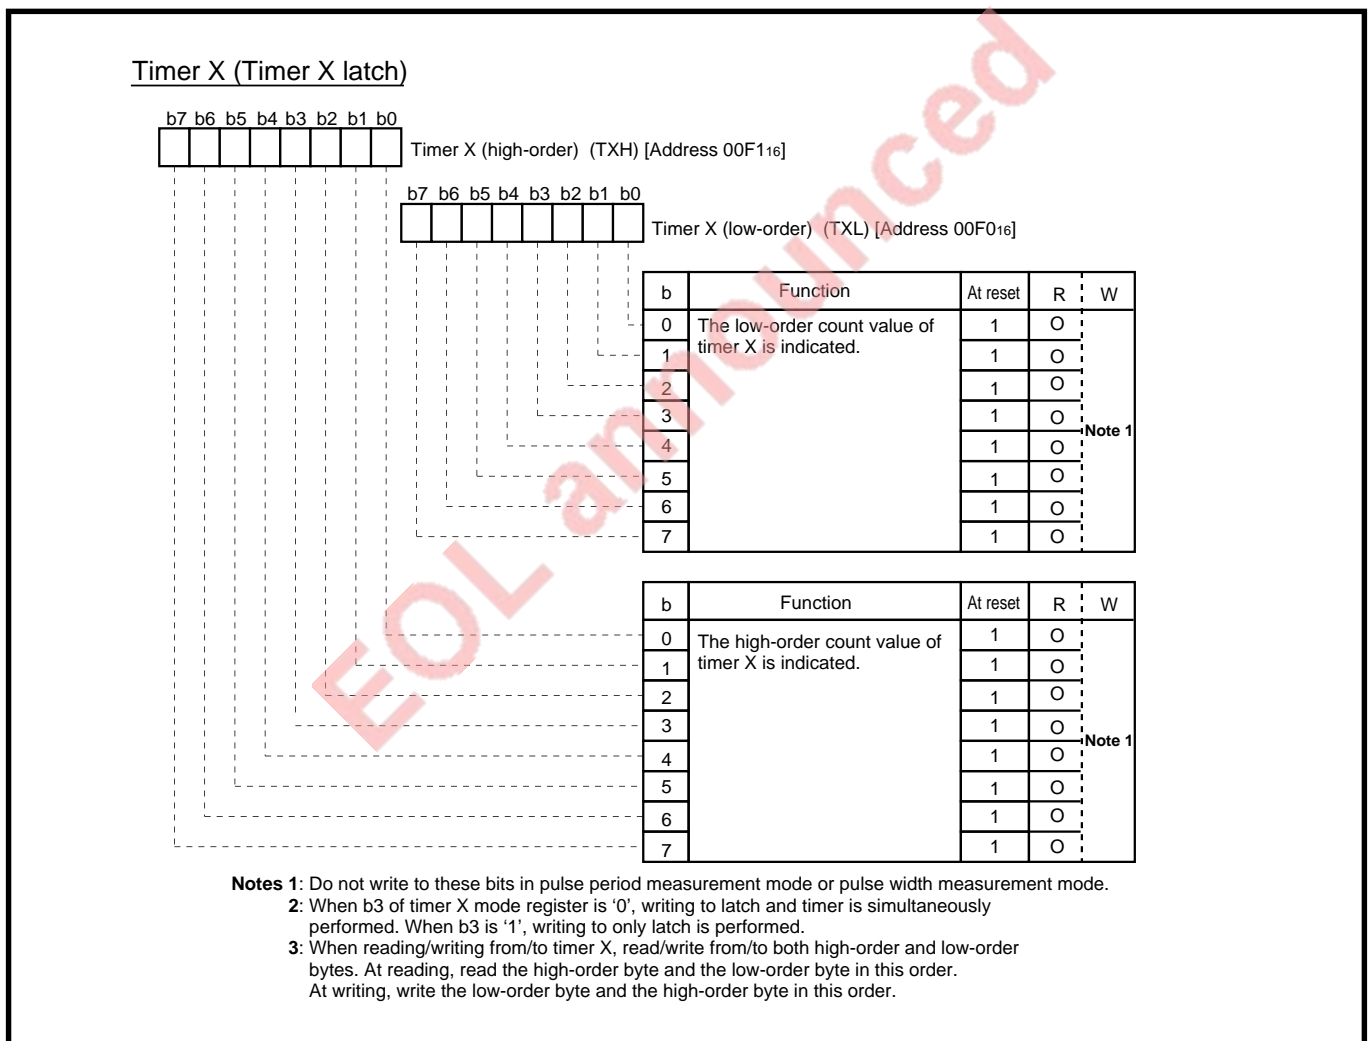 Timer X (Timer X latch)
b7 b6 b5 b4 b3 b2 b1 b0
Timer X (high-order) (TXH) [Address 00F116]
b7 b6 b5 b4 b3 b2 b1 b0
Timer X (low-order) (TXL) [Address 00F016]
b Function At reset R W
0 The low-order count value of 1 O
timer X is indicated.
1 1 O
2 1 O
3 1 O
Note 1
4 1 O
5 1 O
6 1 O
7 1 O
b Function At reset R W
0 The high-order count value of 1 O
timer X is indicated.
1 1 O
2 1 O
3 1 O
Note 1
4 1 O
5 1 O
6 1 O
7 1 O
Notes 1: Do not write to these bits in pulse period measurement mode or pulse width measurement mode.
2: When b3 of timer X mode register is ‘0’, writing to latch and timer is simultaneously
performed. When b3 is ‘1’, writing to only latch is performed.
3: When reading/writing from/to timer X, read/write from/to both high-order and low-order
bytes. At reading, read the high-order byte and the low-order byte in this order.
At writing, write the low-order byte and the high-order byte in this order.
EOL announced